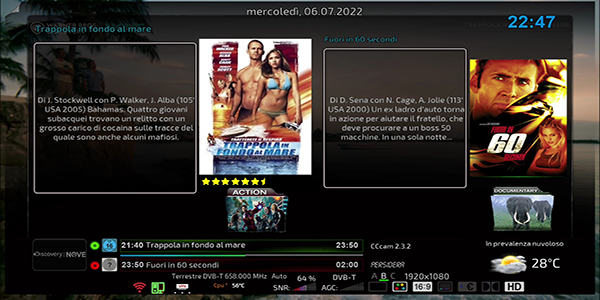 mercoledì, 06.07.2022
22:47
WARNER BROS.
Trappola in fondo al mare
Di J. Stockwell con P. Walker, J. Alba (105'
USA 2005) Bahamas. Quattro giovani
subacquei trovano un relitto con un
grosso carico di cocaina sulle tracce del
quale sono anche alcuni mafiosi.
TRAPPOLA IN
FONDO AL MARE
Fuori in 60 secondi
Di D. Sena con N. Cage, A. Jolie (113'
USA 2000) Un ex ladro d'auto torna
in azione per aiutare il fratello, che
deve procurare a un boss 50
macchine. In una sola notte...
FUORI IN
60
ACTION
DOCUMENTARY
Discovery NOVE
21:40 Trappola in fondo al mare 23:50
23:50 Fuori in 60 secondi 02:00
CCcam 2.3.2
PERSIDERA
In prevalenza nuvoloso
28°C
Terrestre DVB-T 658.000 MHz Auto 64 % DVB-T A B C 1920x1080
Cpu° 56°C SNR: AGC: 16:9 HD